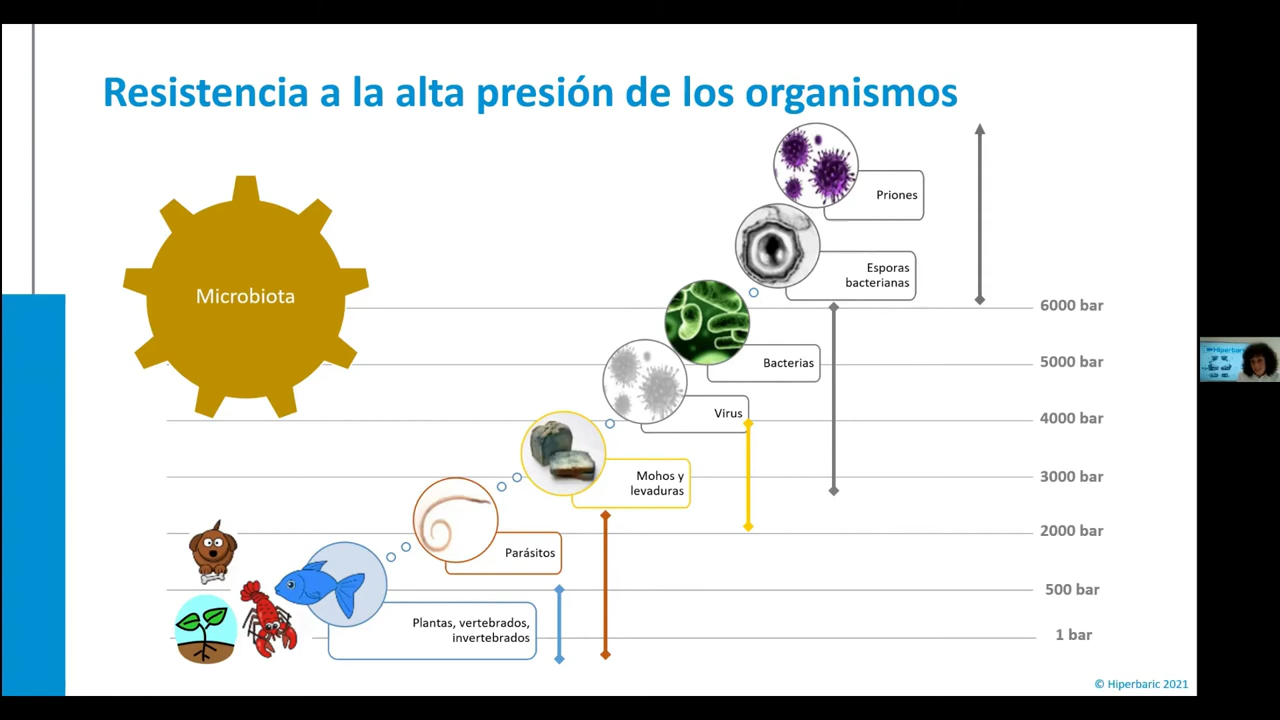 Resistencia a la alta presión de los organismos
Microbiota
Priones
Esporas
bacterianas
6000 bar
Bacterias
5000 bar
Virus
4000 bar
Mohos y
levaduras
3000 bar
2000 bar
Parásitos
500 bar
Plantas, vertebrados,
invertebrados
1 bar
© Hiperbaric 2021
Hiperbaric